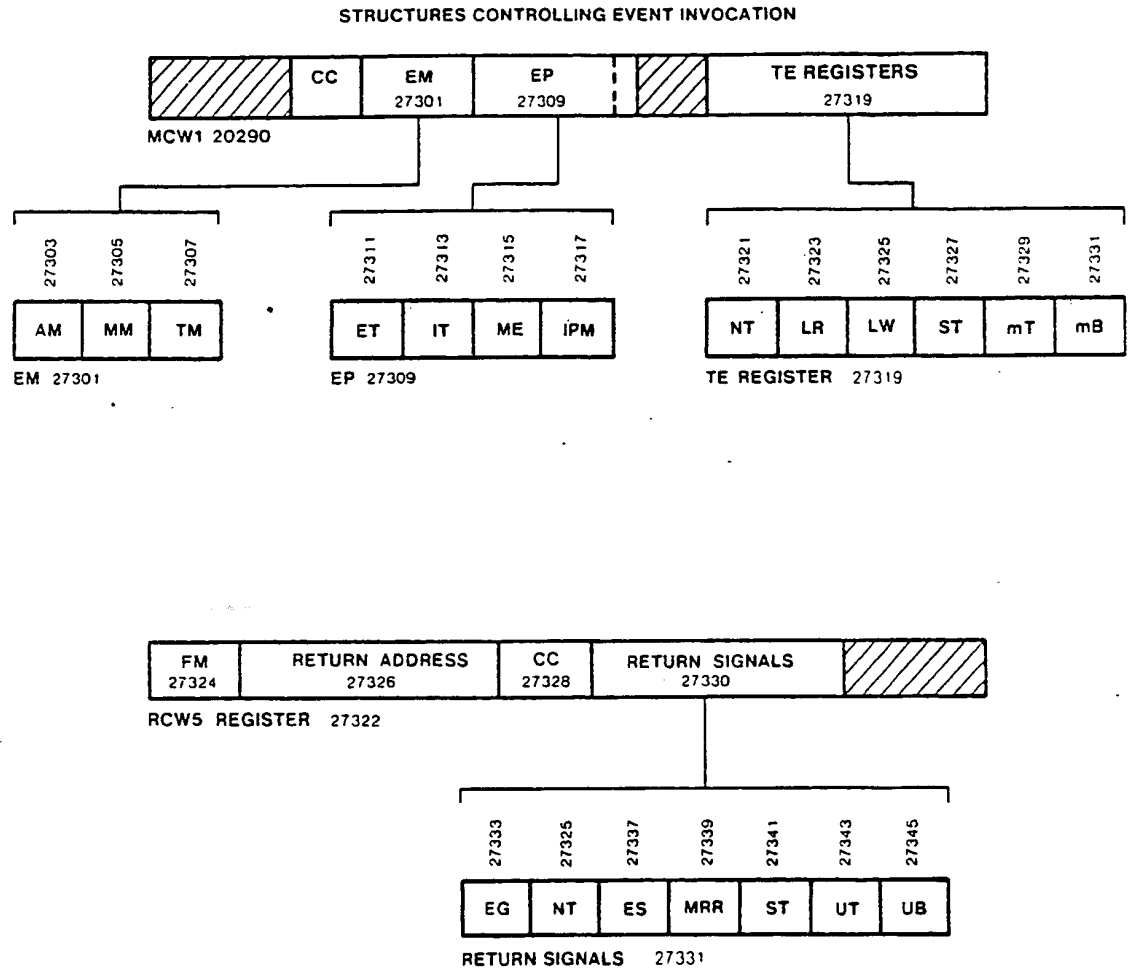 STRUCTURES CONTROLLING EVENT INVOCATION
CC
EM
27301
EP
27309
TE REGISTERS
27319
MCW1 20290
27303 27305 27307
AM MM TM
EM 27301
27311 27313 27315 27317
ET IT ME IPM
EP 27309
27321 27323 27325 27327 27329 27331
NT LR LW ST mT mB
TE REGISTER 27319
FM
27324
RETURN ADDRESS
27326
CC
27328
RETURN SIGNALS
27330
RCW5 REGISTER 27322
27333 27325 27337 27339 27341 27343 27345
EG NT ES MRR ST UT UB
RETURN SIGNALS 27331